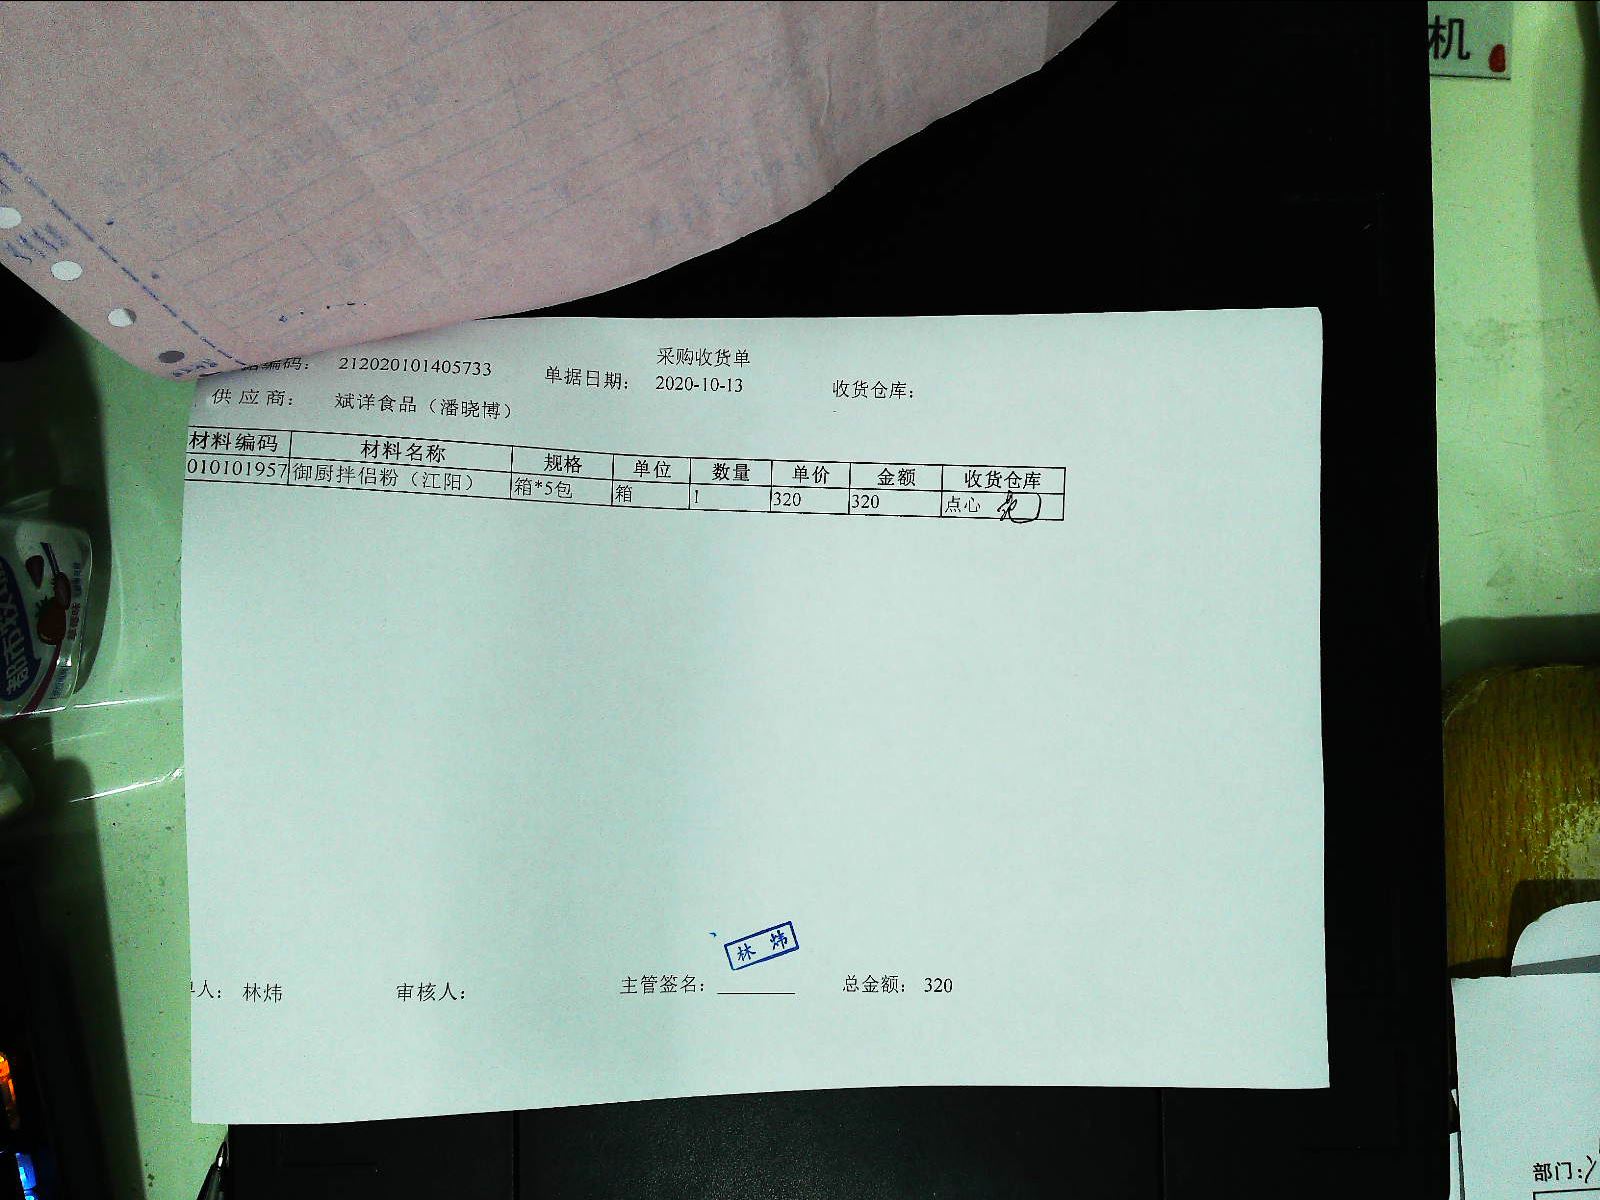 机
采购收货单
编码： 212020101405733 单据日期： 2020-10-13 收货仓库：
供应商： 斌洋食品（潘晓博）
材料编码 材料名称 规格 单位 数量 单价 金额 收货仓库
010101957 御厨拌侣粉（江阳） 箱*5包 箱 1 320 320 点心
林炜
人： 林炜 审核人： 主管签名： 总金额： 320
部门：